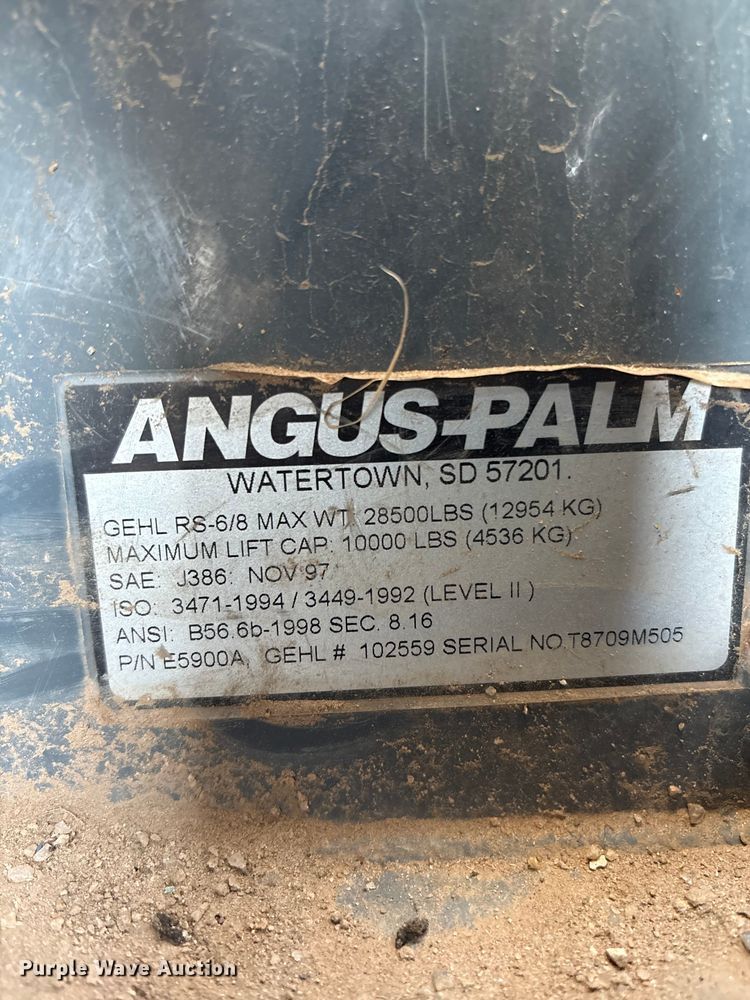 ANGUS-PALM
WATERTOWN, SD 57201.
GEHL RS-6/8 MAX WT: 28500LBS (12954 KG)
MAXIMUM LIFT CAP: 10000 LBS (4536 KG)
SAE: J386: NOV 97
ISO: 3471-1994 / 3449-1992 (LEVEL II )
ANSI: B56.6b-1998 SEC. 8.16
P/N E5900A, GEHL # 102559 SERIAL NO.T8709M505
Purple Wave Auction